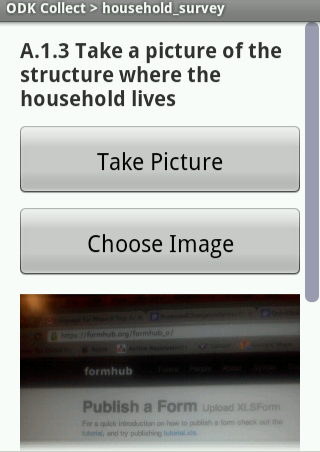 ODK Collect > household_survey
A.1.3 Take a picture of the
structure where the
household lives
Take Picture
Choose Image
https://formhub.org/formhub_u/
formhub
Publish a Form Upload XLSForm
For a quick introduction on how to publish a form check out the
tutorial, and try publishing tutorial.xls.